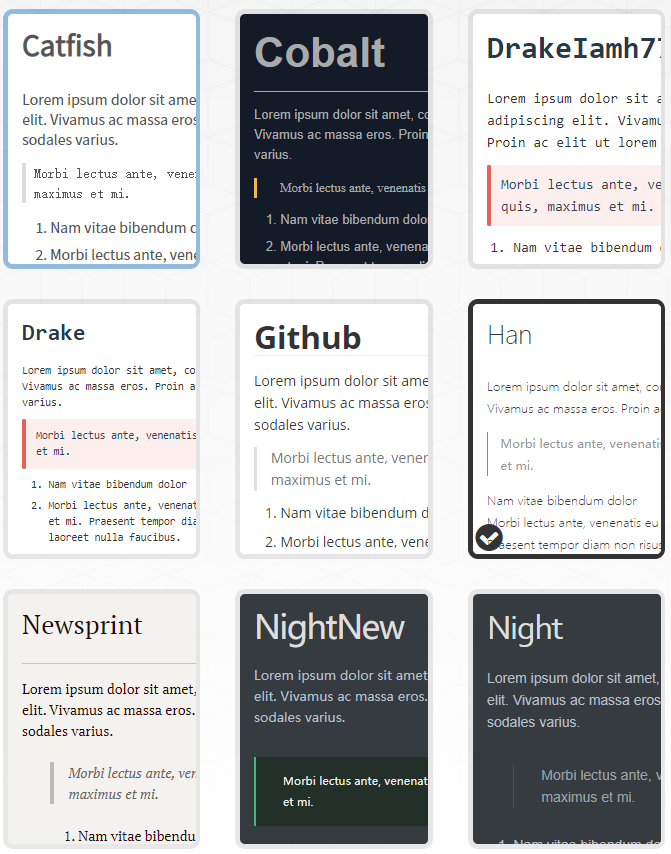 Catfish
Lorem ipsum dolor sit ame
elit. Vivamus ac massa eros
sodales varius.
Morbi lectus ante, vene
maximus et mi.
1. Nam vitae bibendum c
2. Morbi lectus ante, vene
Cobalt
Lorem ipsum dolor sit amet, co
Vivamus ac massa eros. Proin
varius.
Morbi lectus ante, venenatis
1. Nam vitae bibendum dolo
2. Morbi lectus ante, venena
DrakeIamh77
Lorem ipsum dolor sit a
adipiscing elit. Vivamu
Proin ac elit ut lorem
Morbi lectus ante, ve
quis, maximus et mi.
1. Nam vitae bibendum
Drake
Lorem ipsum dolor sit amet, co
Vivamus ac massa eros. Proin a
varius.
Morbi lectus ante, venenatis
et mi.
1. Nam vitae bibendum dolor
2. Morbi lectus ante, venenat
et mi. Praesent tempor dia
laoreet nulla faucibus.
Github
Lorem ipsum dolor sit ame
elit. Vivamus ac massa eros
sodales varius.
Morbi lectus ante, vener
maximus et mi.
1. Nam vitae bibendum d
2. Morbi lectus ante, vene
Han
Lorem ipsum dolor sit amet, co
Vivamus ac massa eros. Proin a
Morbi lectus ante, venenatis
et mi.
Nam vitae bibendum dolor
Morbi lectus ante, venenatis eu
Praesent tempor diam non risus
Newsprint
Lorem ipsum dolor sit amet,
elit. Vivamus ac massa eros.
sodales varius.
Morbi lectus ante, ver
maximus et mi.
1. Nam vitae bibendu
NightNew
Lorem ipsum dolor sit amet
elit. Vivamus ac massa eros.
sodales varius.
Morbi lectus ante, venenat
et mi.
Night
Lorem ipsum dolor sit amet,
elit. Vivamus ac massa eros
sodales varius.
Morbi lectus ante, v
maximus et mi.